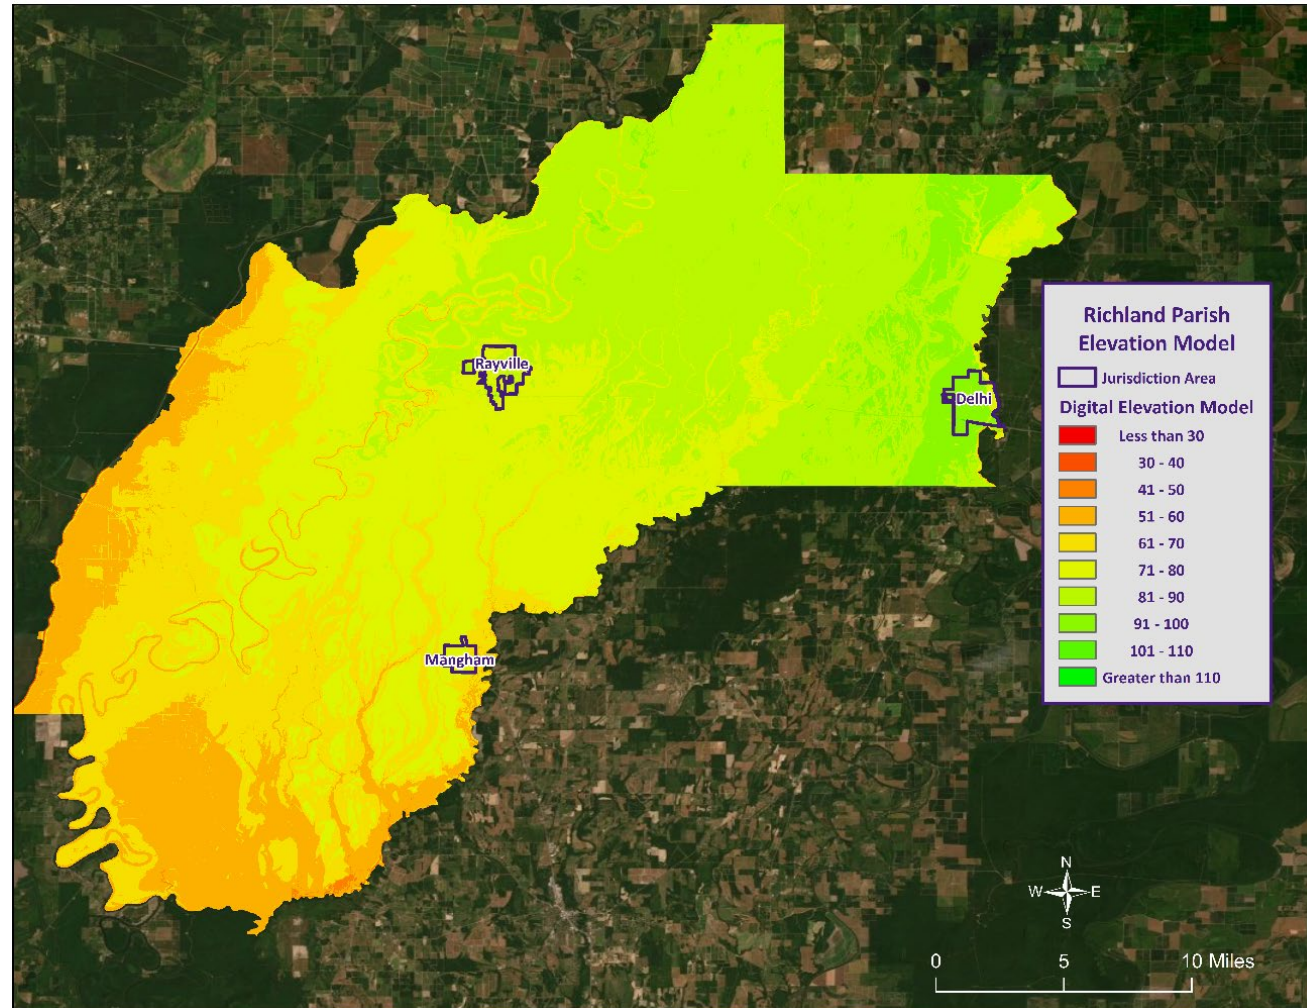 Rayville
Delhi
Mangham
Richland Parish
Elevation Model
Jurisdiction Area
Digital Elevation Model
Less than 30
30 - 40
41 - 50
51 - 60
61 - 70
71 - 80
81 - 90
91 - 100
101 - 110
Greater than 110
N
W E
S
0 5 10 Miles